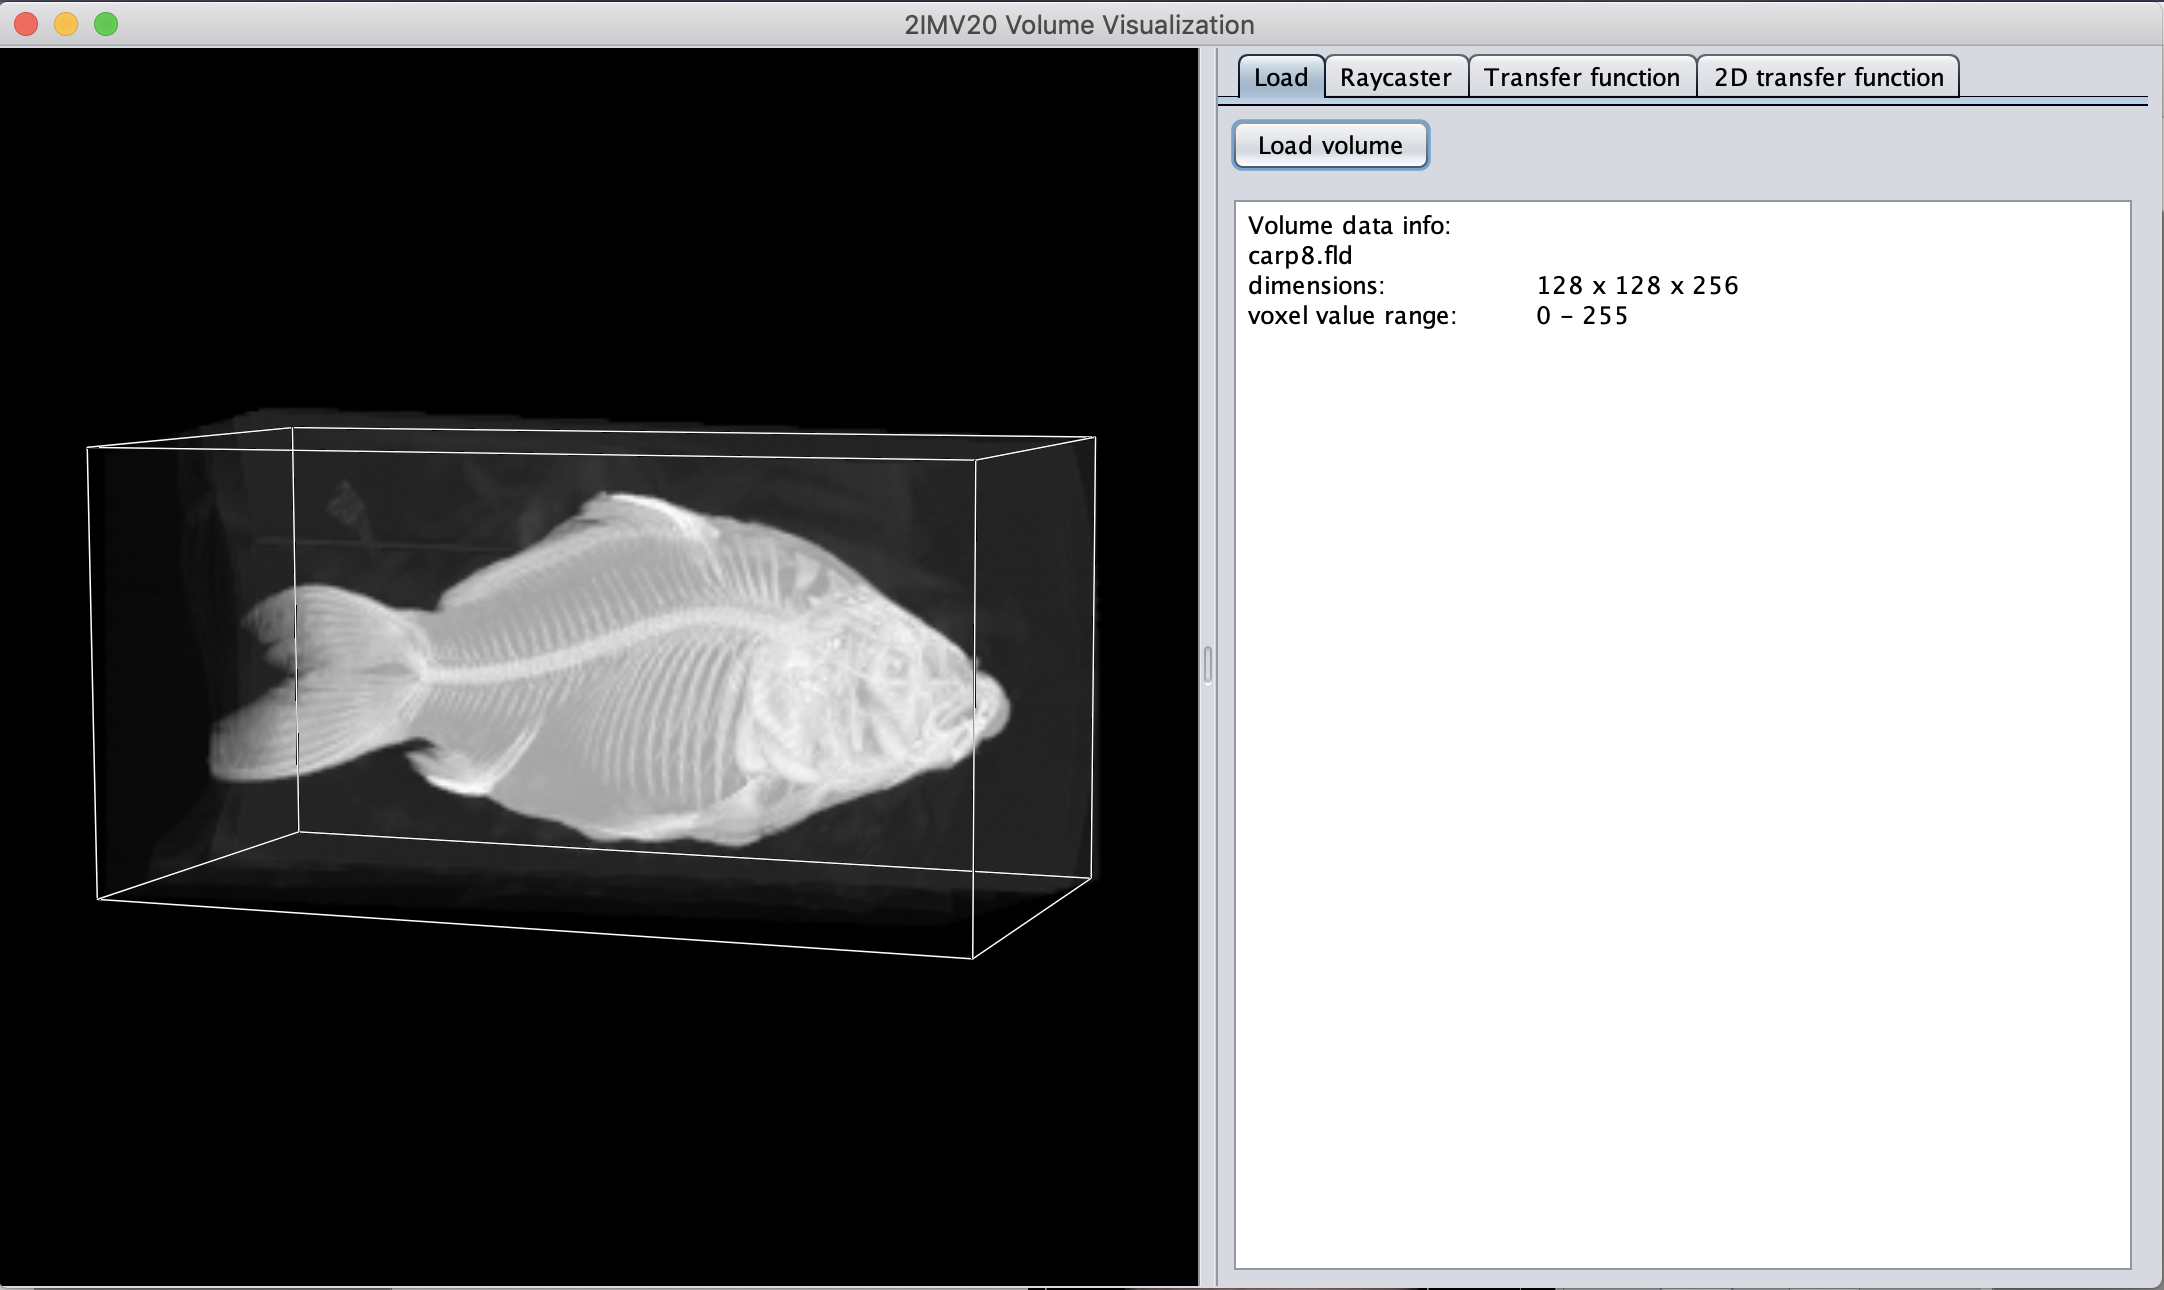 2IMV20 Volume Visualization
Load Raycaster Transfer function 2D transfer function
Load volume
Volume data info:
carp8.fld
dimensions: 128 x 128 x 256
voxel value range: 0 - 255